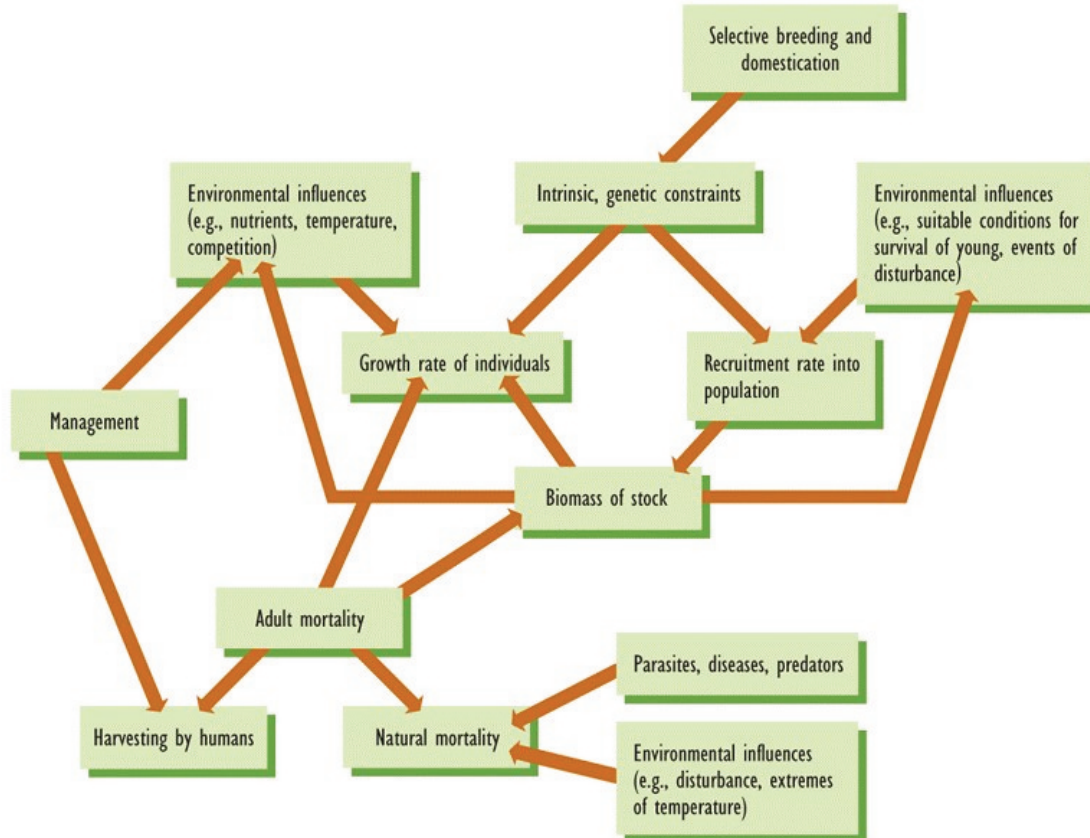 Selective breeding and
domestication
Environmental influences
(e.g., nutrients, temperature,
competition)
Intrinsic, genetic constraints
Environmental influences
(e.g., suitable conditions for
survival of young, events of
disturbance)
Growth rate of individuals
Recruitment rate into
population
Management
Biomass of stock
Adult mortality
Parasites, diseases, predators
Harvesting by humans
Natural mortality
Environmental influences
(e.g., disturbance, extremes
of temperature)